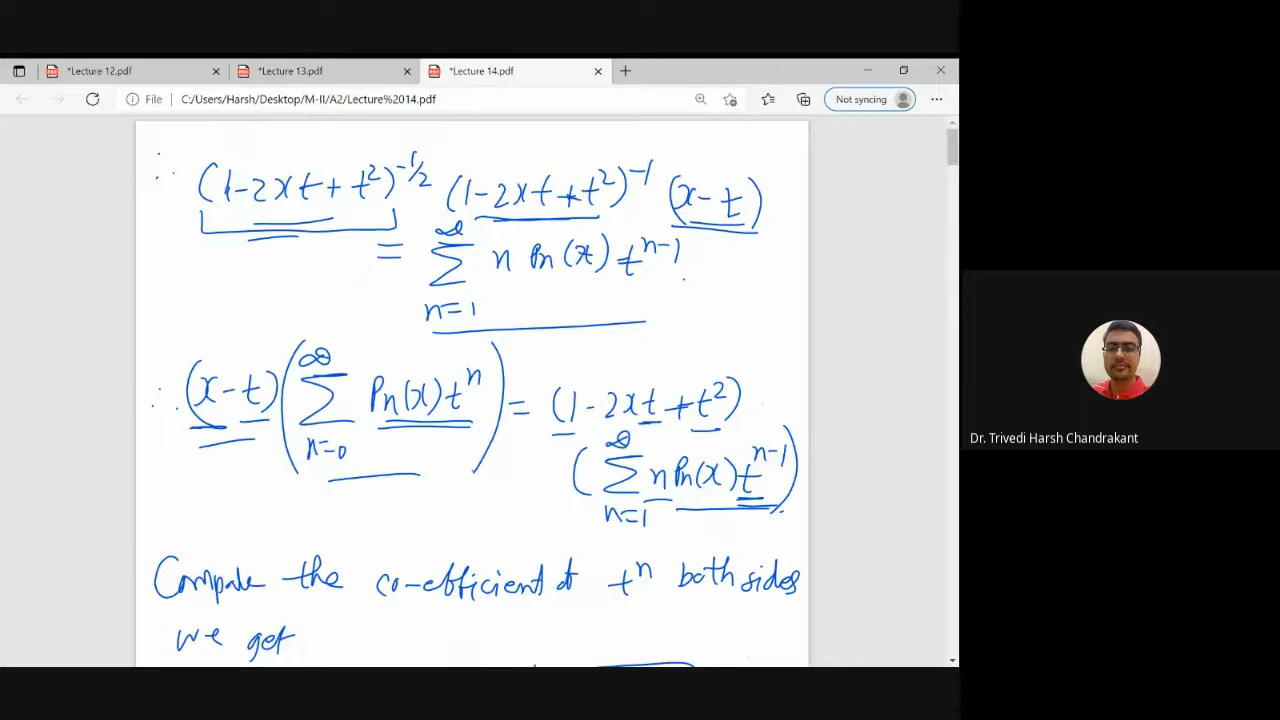 *Lecture 12.pdf
*Lecture 13.pdf
*Lecture 14.pdf
File
C:/Users/Harsh/Desktop/M-II/A2/Lecture%2014.pdf
Not syncing
∴ (1-2xt+t²)^{-1/2} (1-2xt+t²)^{-1} (x-t)
= ∑_{n=1}^{∞} n Pn(x) t^{n-1}
∴ (x-t) (∑_{n=0}^{∞} Pn(x) t^n) = (1-2xt+t²)
(∑_{n=1}^{∞} n Pn(x) t^{n-1})
Compare the co-efficient of t^n both sides
we get
Dr. Trivedi Harsh Chandrakant